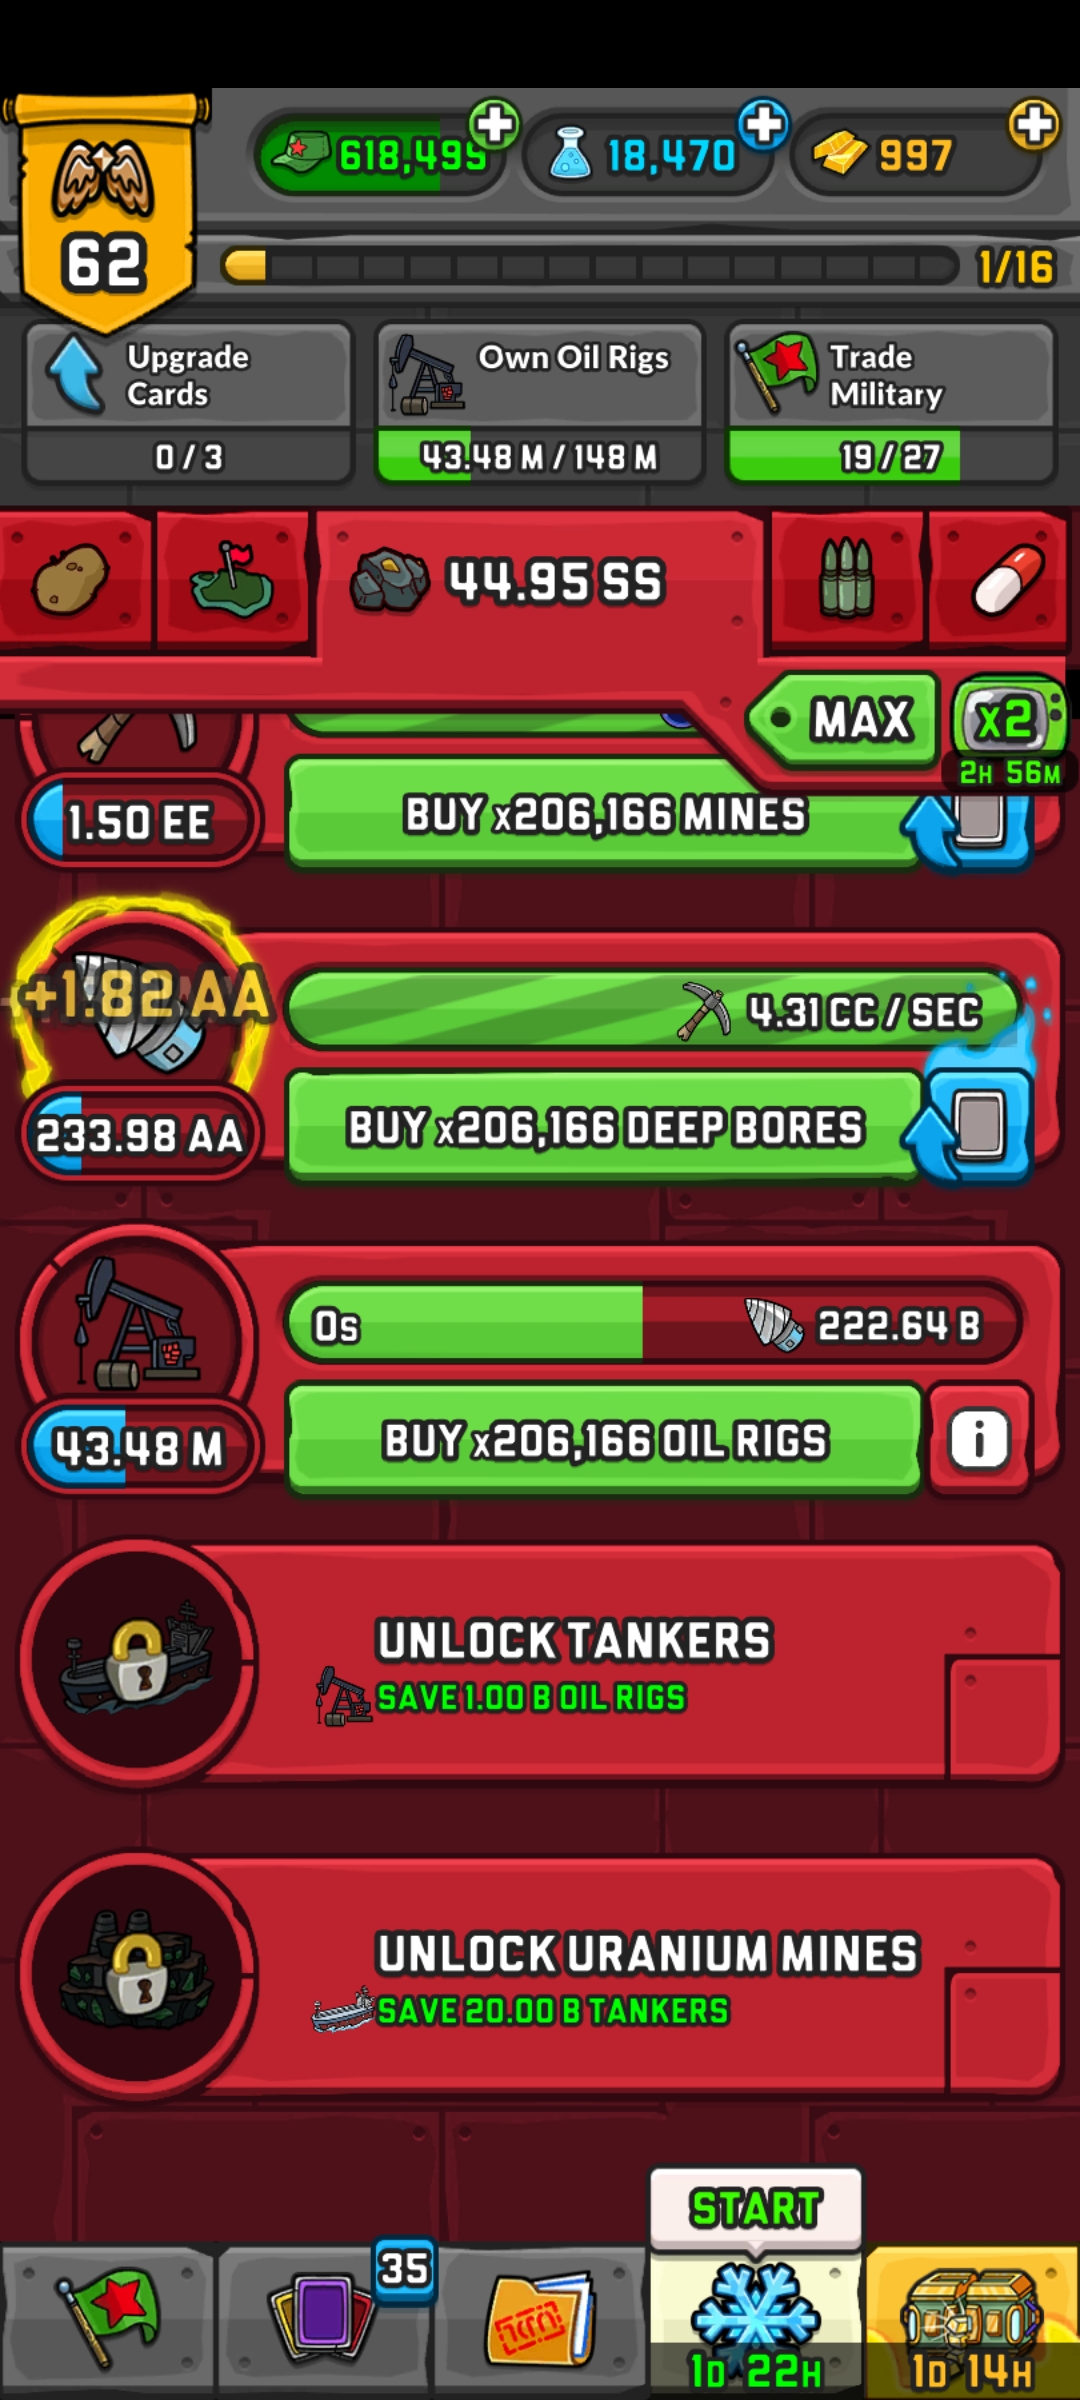 618,499
18,470
997
62
1/16
Upgrade
Cards
0 / 3
Own Oil Rigs
43.48 M / 148 M
Trade
Military
19 / 27
44.95 SS
MAX
x2
2H 56M
1.50 EE
BUY x206,166 MINES
+1.82 AA
4.31 CC / SEC
233.98 AA
BUY x206,166 DEEP BORES
0s
222.64 B
43.48 M
BUY x206,166 OIL RIGS
i
UNLOCK TANKERS
SAVE 1.00 B OIL RIGS
UNLOCK URANIUM MINES
SAVE 20.00 B TANKERS
START
35
1D 22H
1D 14H